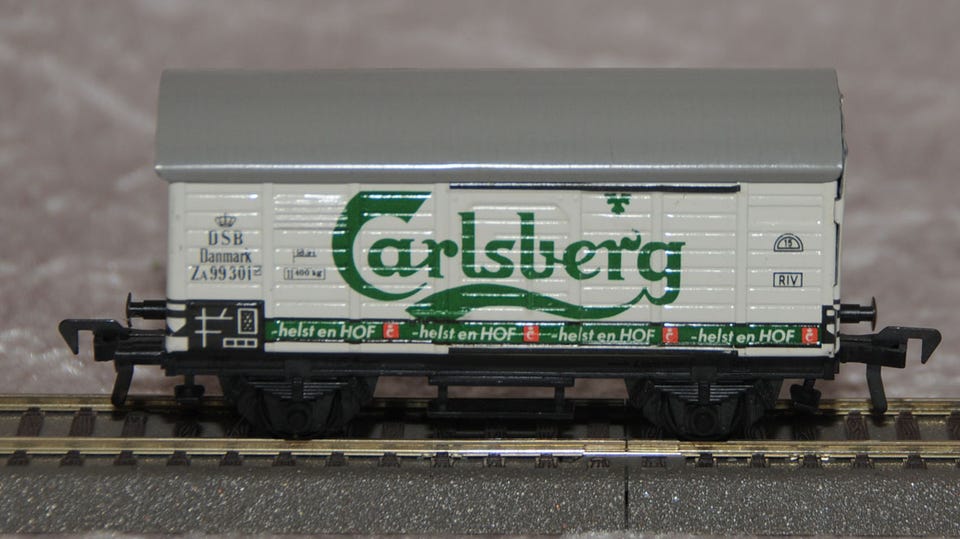 DSB
Danmark
ZA 99 301
400 kg
Carlsberg
15
RIV
-helst en HOF -helst en HOF -helst en HOF -helst en HOF